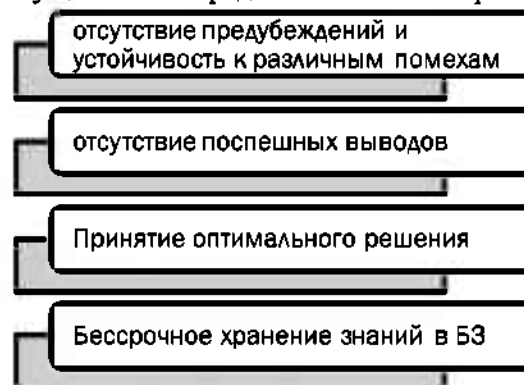 отсутствие предубеждений и
устойчивость к различным помехам
отсутствие поспешных выводов
Принятие оптимального решения
Бессрочное хранение знаний в БЗ